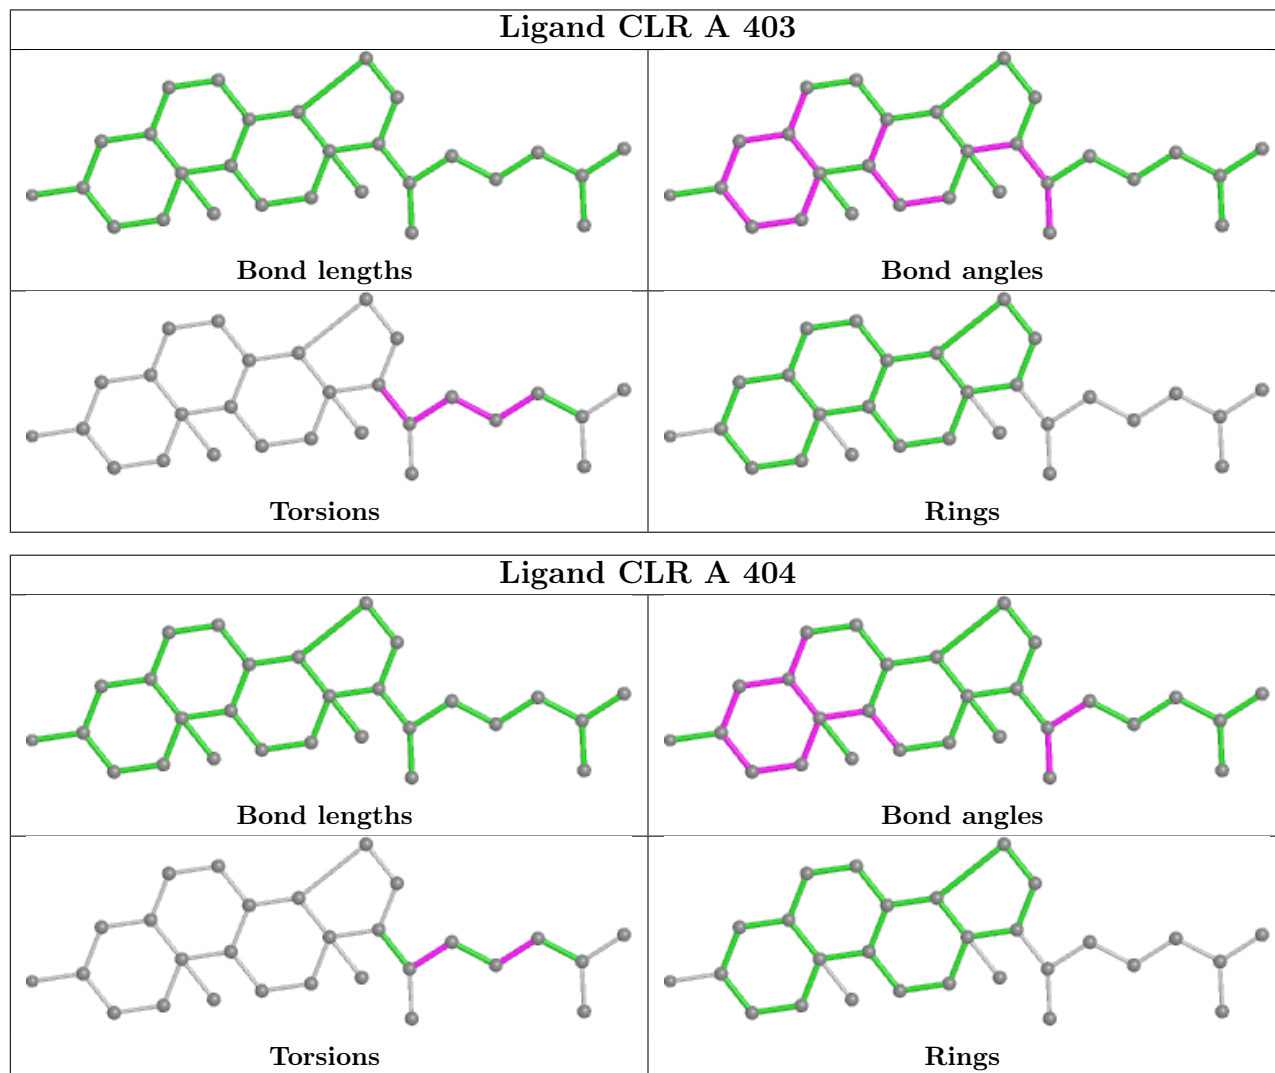 Ligand CLR A 403
Bond lengths
Bond angles
Torsions
Rings
Ligand CLR A 404
Bond lengths
Bond angles
Torsions
Rings